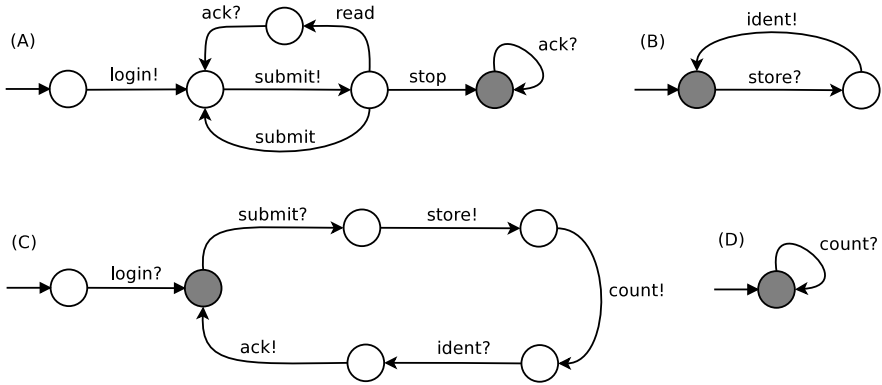 (A)
ack?
read
login!
submit!
stop
ack?
submit
(B)
ident!
store?
(C)
submit?
store!
login?
count!
ack!
ident?
(D)
count?